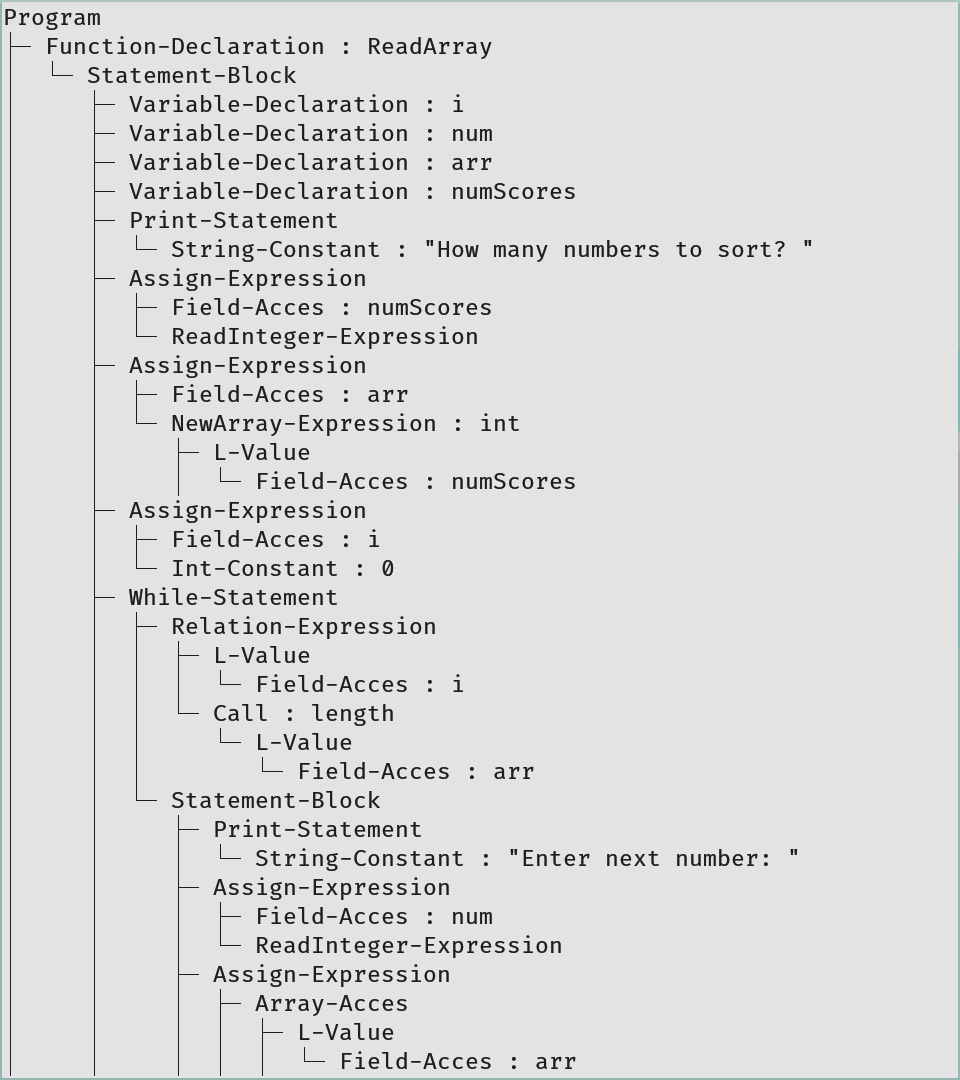 Program
Function-Declaration : ReadArray
Statement-Block
Variable-Declaration : i
Variable-Declaration : num
Variable-Declaration : arr
Variable-Declaration : numScores
Print-Statement
String-Constant : "How many numbers to sort? "
Assign-Expression
Field-Acces : numScores
ReadInteger-Expression
Assign-Expression
Field-Acces : arr
NewArray-Expression : int
L-Value
Field-Acces : numScores
Assign-Expression
Field-Acces : i
Int-Constant : 0
While-Statement
Relation-Expression
L-Value
Field-Acces : i
Call : length
L-Value
Field-Acces : arr
Statement-Block
Print-Statement
String-Constant : "Enter next number: "
Assign-Expression
Field-Acces : num
ReadInteger-Expression
Assign-Expression
Array-Acces
L-Value
Field-Acces : arr